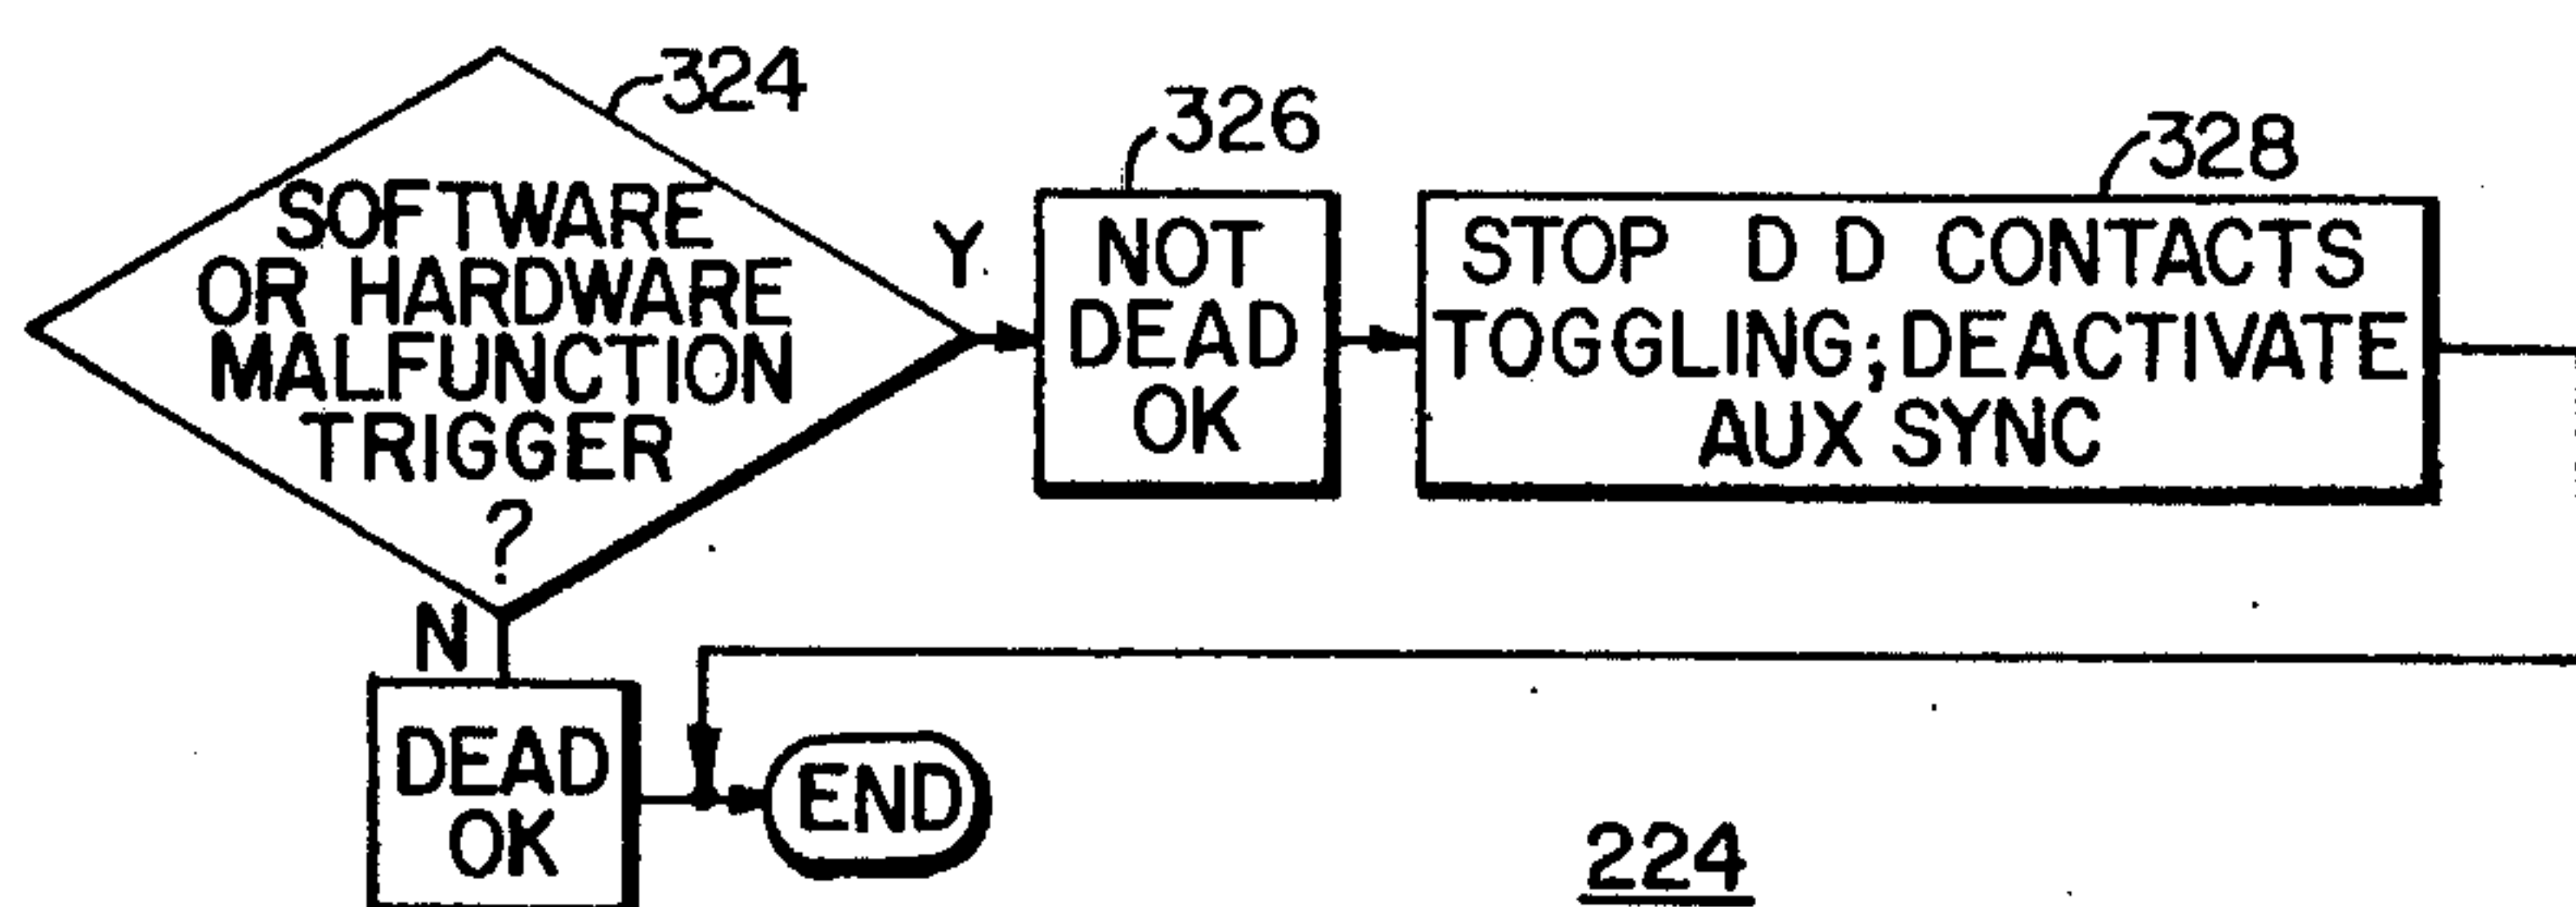 324
SOFTWARE
OR HARDWARE
MALFUNCTION
TRIGGER
?
Y
N
326
NOT
DEAD
OK
328
STOP D D CONTACTS
TOGGLING; DEACTIVATE
AUX SYNC
DEAD
OK
END
224